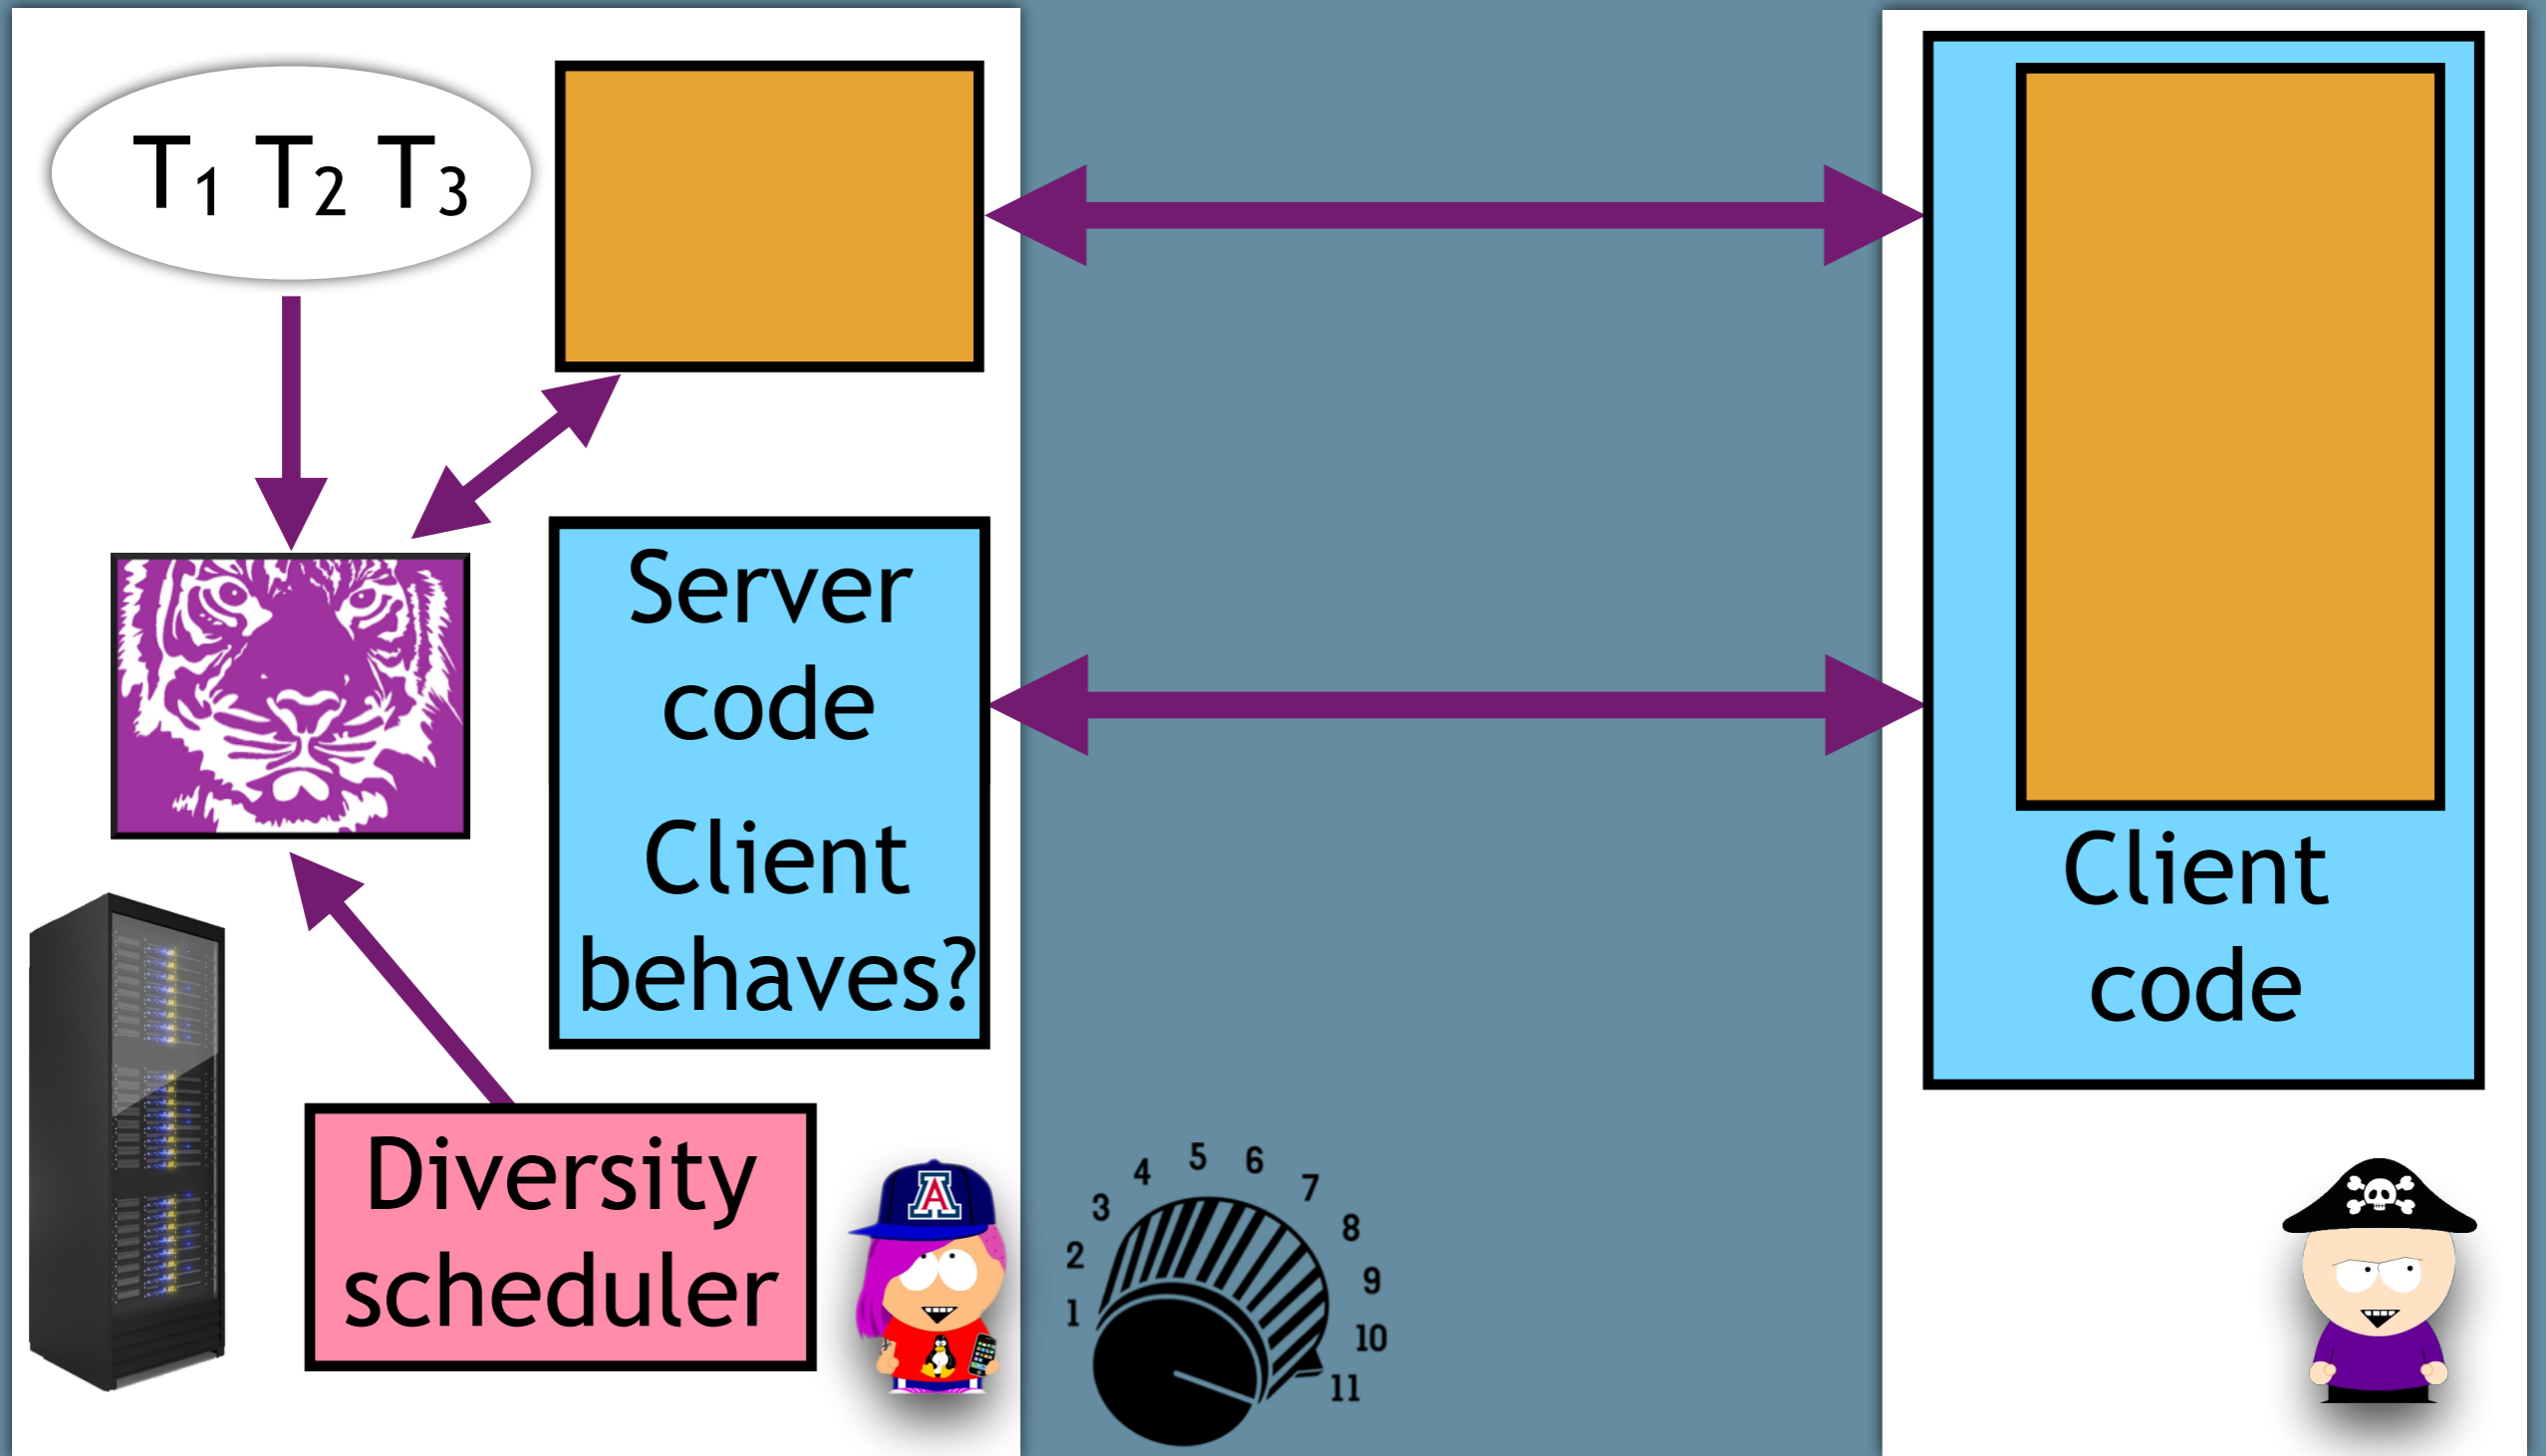 T1 T2 T3
Server
code
Client
behaves?
Diversity
scheduler
Client
code
A
1
2
3
4
5
6
7
8
9
10
11